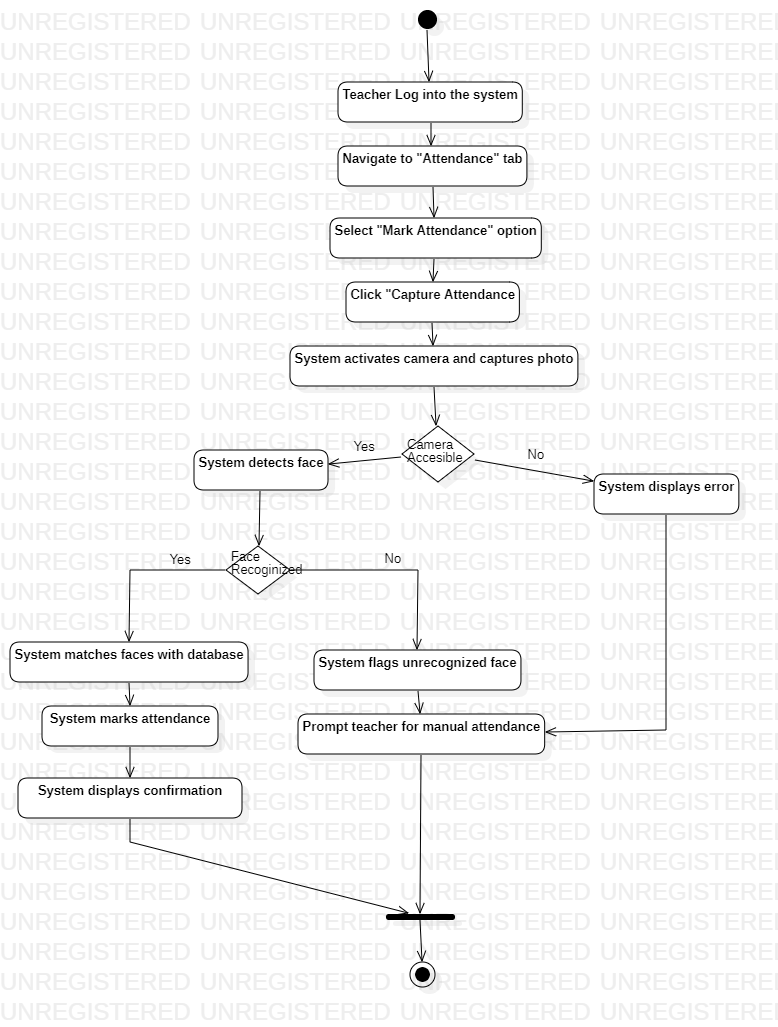 UNREGISTERED UNREGISTERED UNREGISTERED UNREGISTERED
Teacher Log into the system
Navigate to "Attendance" tab
Select "Mark Attendance" option
Click "Capture Attendance
System activates camera and captures photo
Camera
Accesible
Yes
No
System detects face
System displays error
Face
Recoginized
Yes
No
System matches faces with database
System flags unrecognized face
System marks attendance
Prompt teacher for manual attendance
System displays confirmation